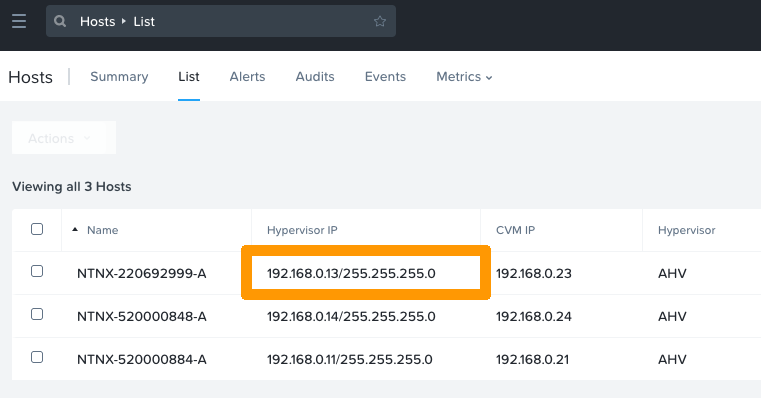 Hosts ▸ List
Hosts Summary List Alerts Audits Events Metrics
Actions
Viewing all 3 Hosts
Name Hypervisor IP CVM IP Hypervisor
NTNX-220692999-A 192.168.0.13/255.255.255.0 192.168.0.23 AHV
NTNX-520000848-A 192.168.0.14/255.255.255.0 192.168.0.24 AHV
NTNX-520000884-A 192.168.0.11/255.255.255.0 192.168.0.21 AHV